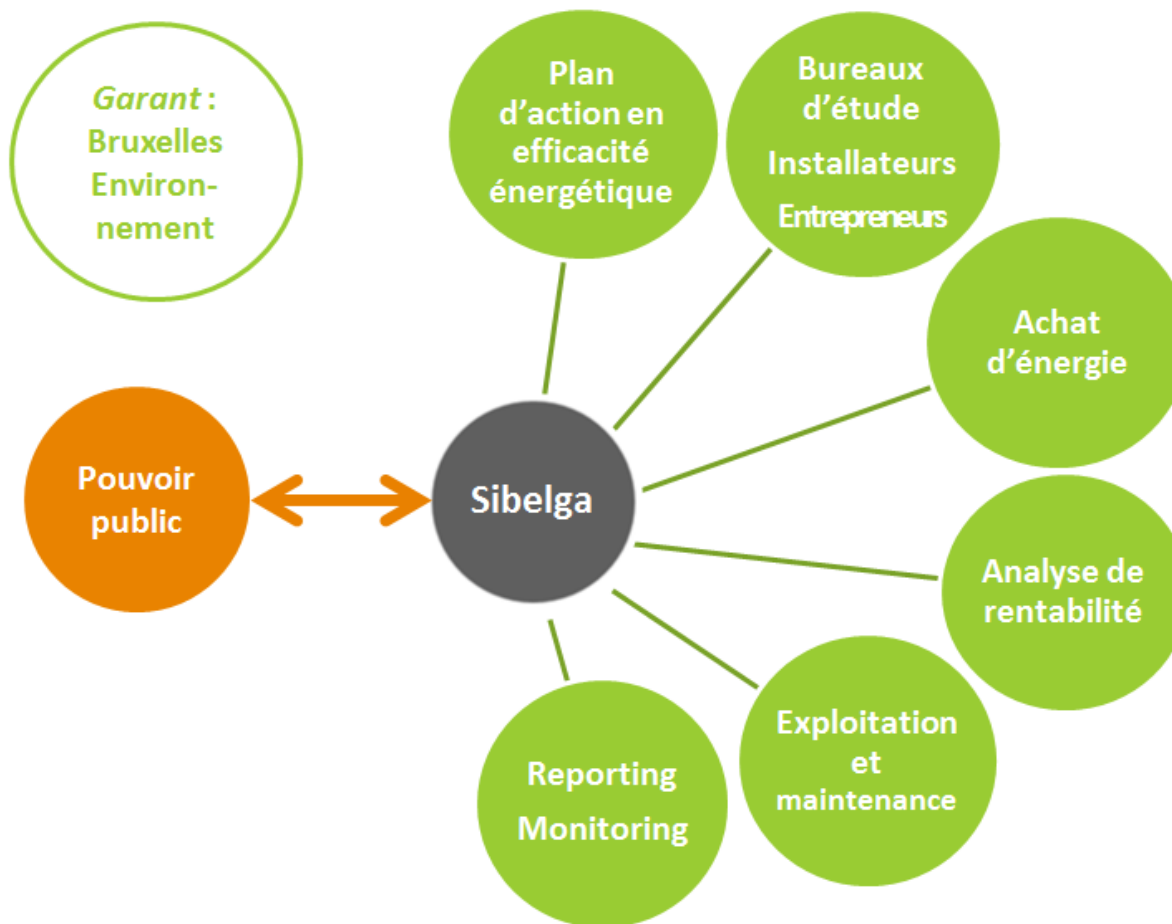 Garant :
Bruxelles
Environ-
nement
Plan
d’action en
efficacité
énergétique
Bureaux
d’étude
Installateurs
Entrepreneurs
Achat
d’énergie
Pouvoir
public
Sibelga
Analyse de
rentabilité
Exploitation
et
maintenance
Reporting
Monitoring